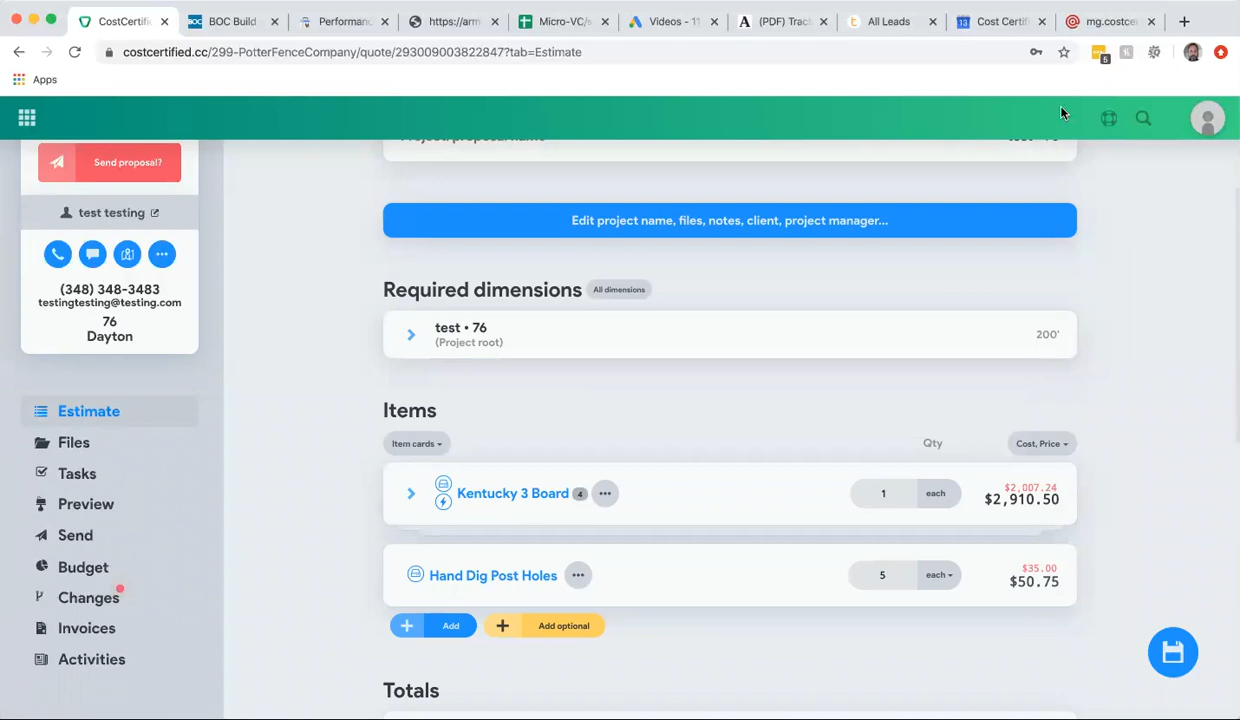 CostCertifi
BOC Build
Performanc
https://arm
Micro-VC/s
Videos - 11
(PDF) Trac
All Leads
Cost Certifi
mg.costcer
costcertified.cc/299-PotterFenceCompany/quote/293009003822847?tab=Estimate
5
Apps
Send proposal?
test testing
(348) 348-3483
testingtesting@testing.com
76
Dayton
Estimate
Files
Tasks
Preview
Send
Budget
Changes
Invoices
Activities
Edit project name, files, notes, client, project manager...
Required dimensions All dimensions
test • 76
(Project root)
200'
Items
Item cards
Qty
Cost, Price
Kentucky 3 Board 4
1 each
$2,007.24
$2,910.50
Hand Dig Post Holes
5 each
$35.00
$50.75
+ Add
+ Add optional
Totals